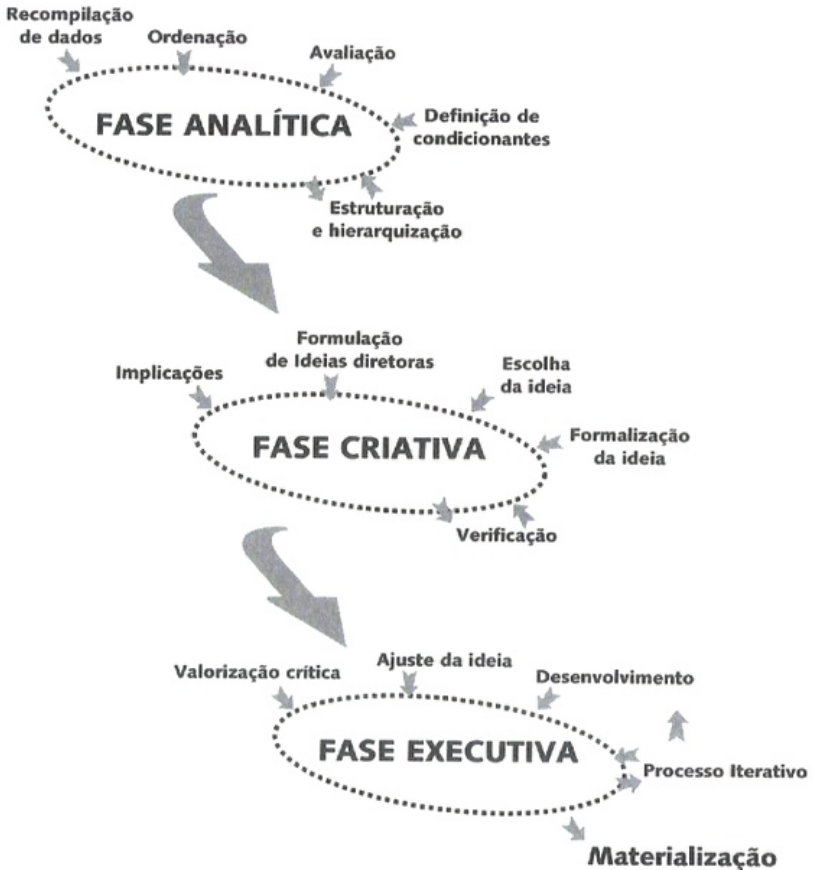 Recompilação
de dados
Ordenação
Avaliação
FASE ANALÍTICA
Definição de
condicionantes
Estruturação
e hierarquização
Formulação
de Ideias diretoras
Implicações
Escolha
da ideia
FASE CRIATIVA
Formalização
da ideia
Verificação
Valorização crítica
Ajuste da ideia
Desenvolvimento
FASE EXECUTIVA
Processo Iterativo
Materialização